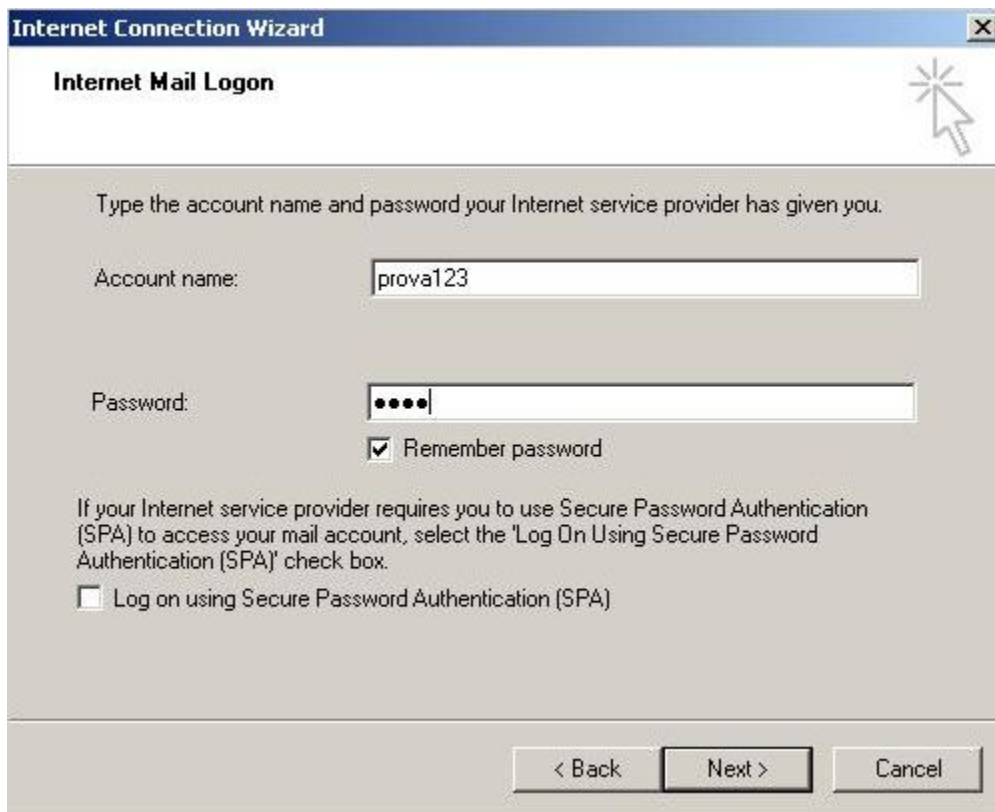 Internet Connection Wizard
Internet Mail Logon
Type the account name and password your Internet service provider has given you.
Account name: prova123
Password: ••••
Remember password
If your Internet service provider requires you to use Secure Password Authentication
(SPA) to access your mail account, select the 'Log On Using Secure Password
Authentication (SPA)' check box.
Log on using Secure Password Authentication (SPA)
< Back Next > Cancel